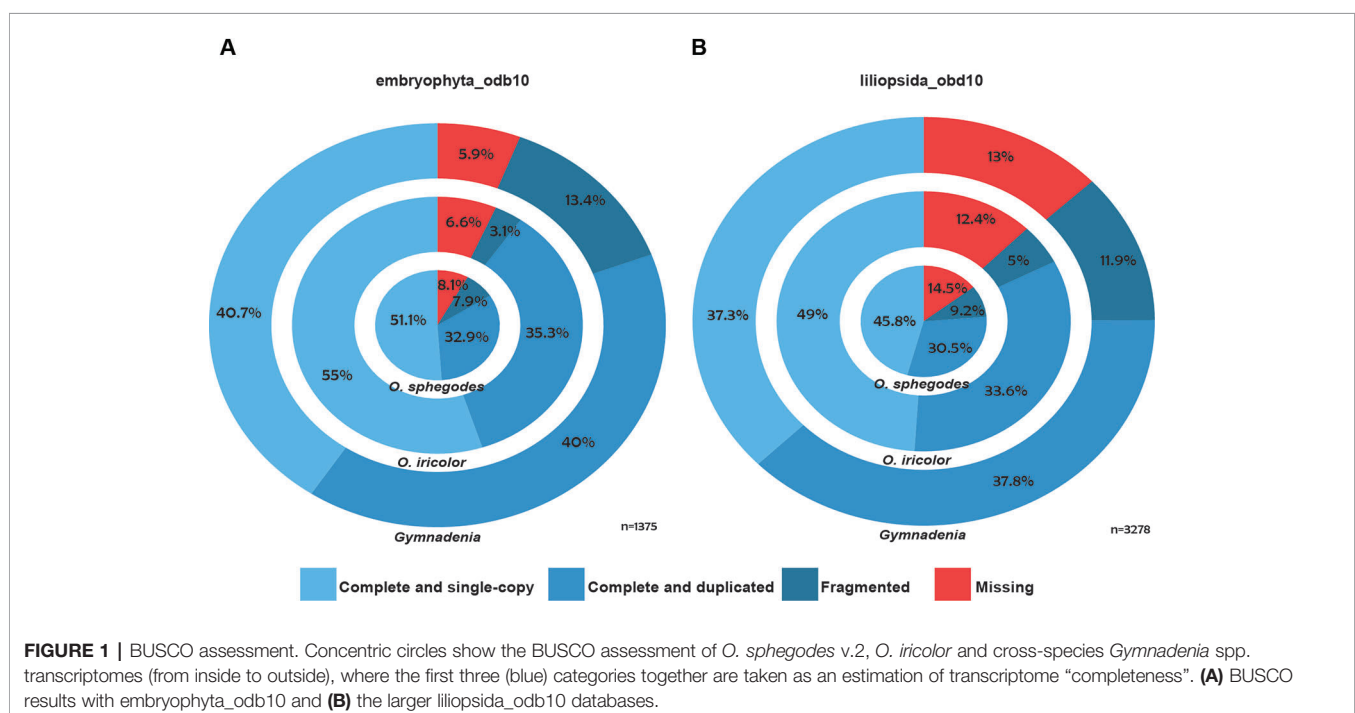 A
B
embryophyta_odb10
liliopsida_obd10
5.9%
13.4%
6.6%
3.1%
8.1%
7.9%
40.7%
51.1%
32.9%
35.3%
55%
O. sphegodes
40%
O. iricolor
Gymnadenia
n=1375
13%
12.4%
11.9%
5%
14.5%
9.2%
37.3%
49%
45.8%
30.5%
O. sphegodes
33.6%
O. iricolor
37.8%
Gymnadenia
n=3278
Complete and single-copy
Complete and duplicated
Fragmented
Missing
FIGURE 1 | BUSCO assessment. Concentric circles show the BUSCO assessment of O. sphegodes v.2, O. iricolor and cross-species Gymnadenia spp.
transcriptomes (from inside to outside), where the first three (blue) categories together are taken as an estimation of transcriptome “completeness”. (A) BUSCO
results with embryophyta_odb10 and (B) the larger liliopsida_odb10 databases.